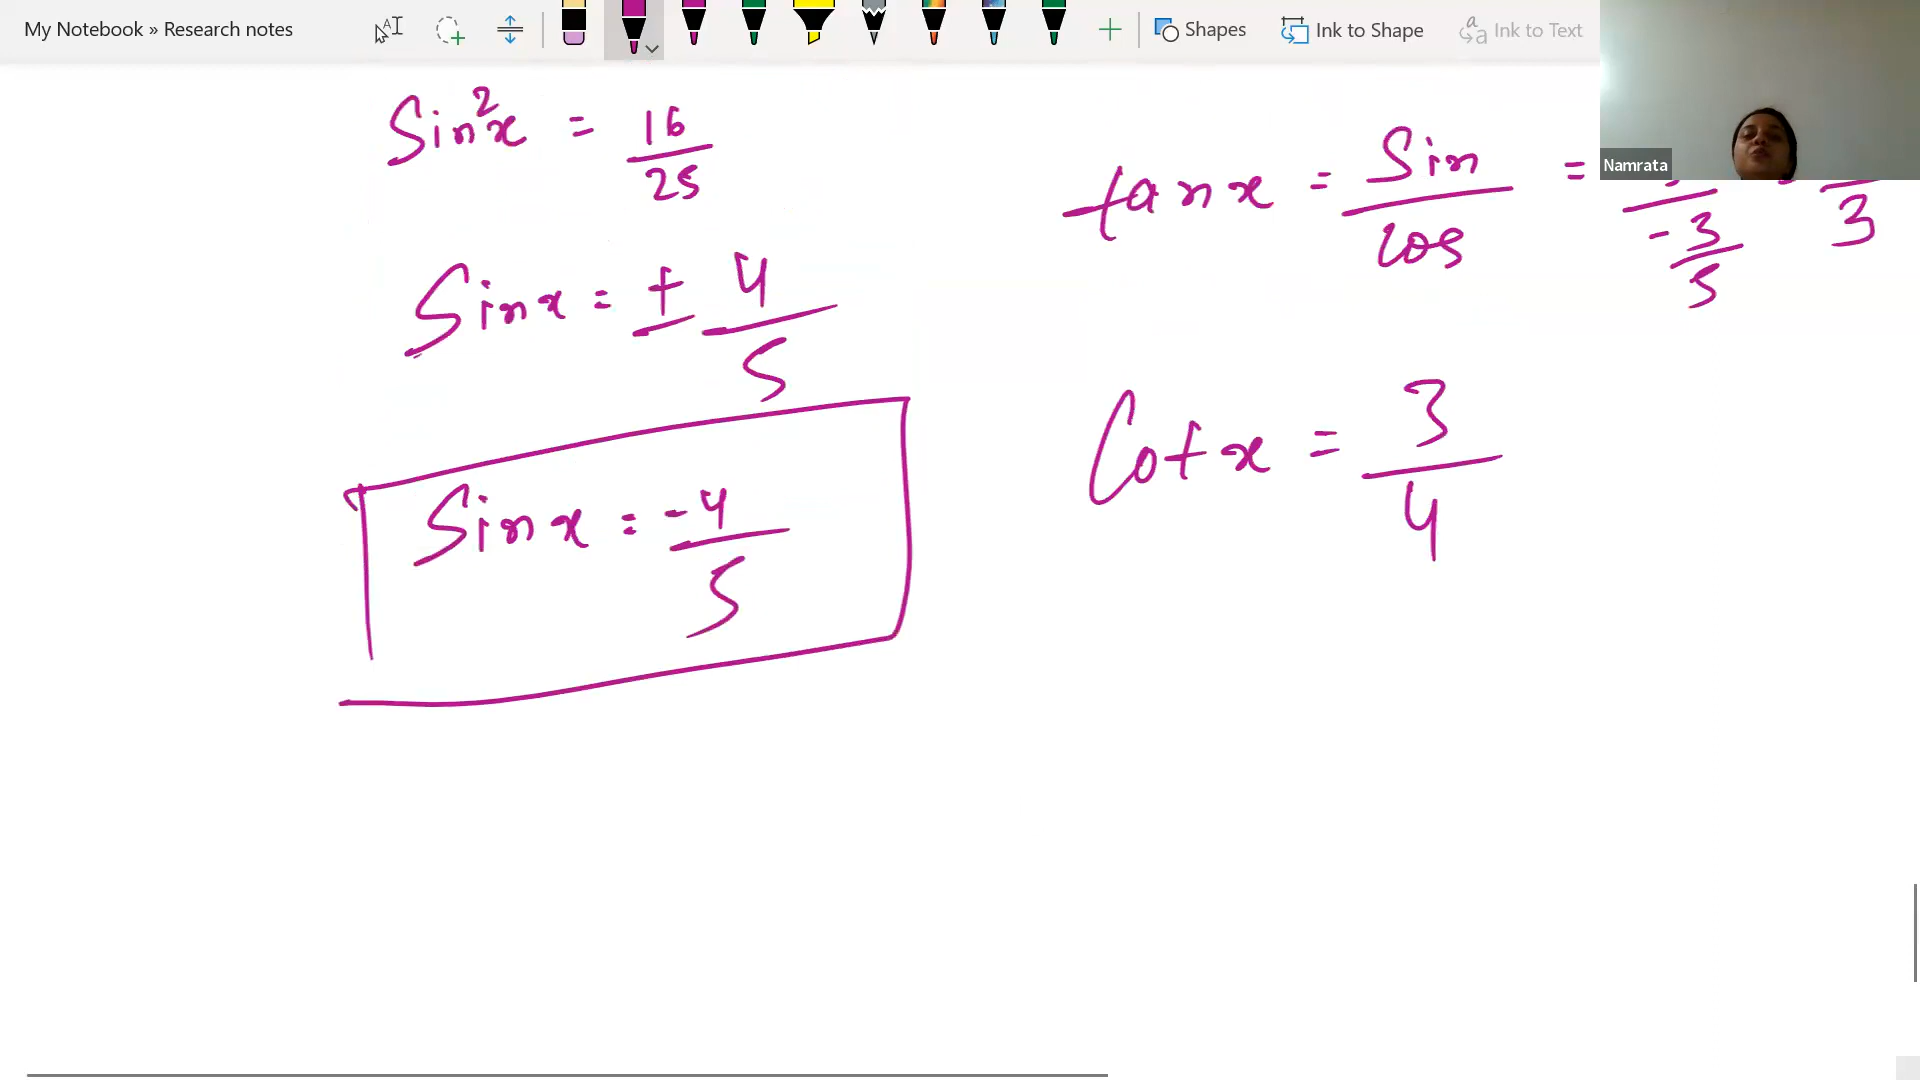 My Notebook » Research notes
Shapes
Ink to Shape
Ink to Text
Namrata
Sin²x = 16/25
Sinx = ± 4/5
Sinx = -4/5
tanx = Sin/cos =
-3/5
3
Cotx = 3/4